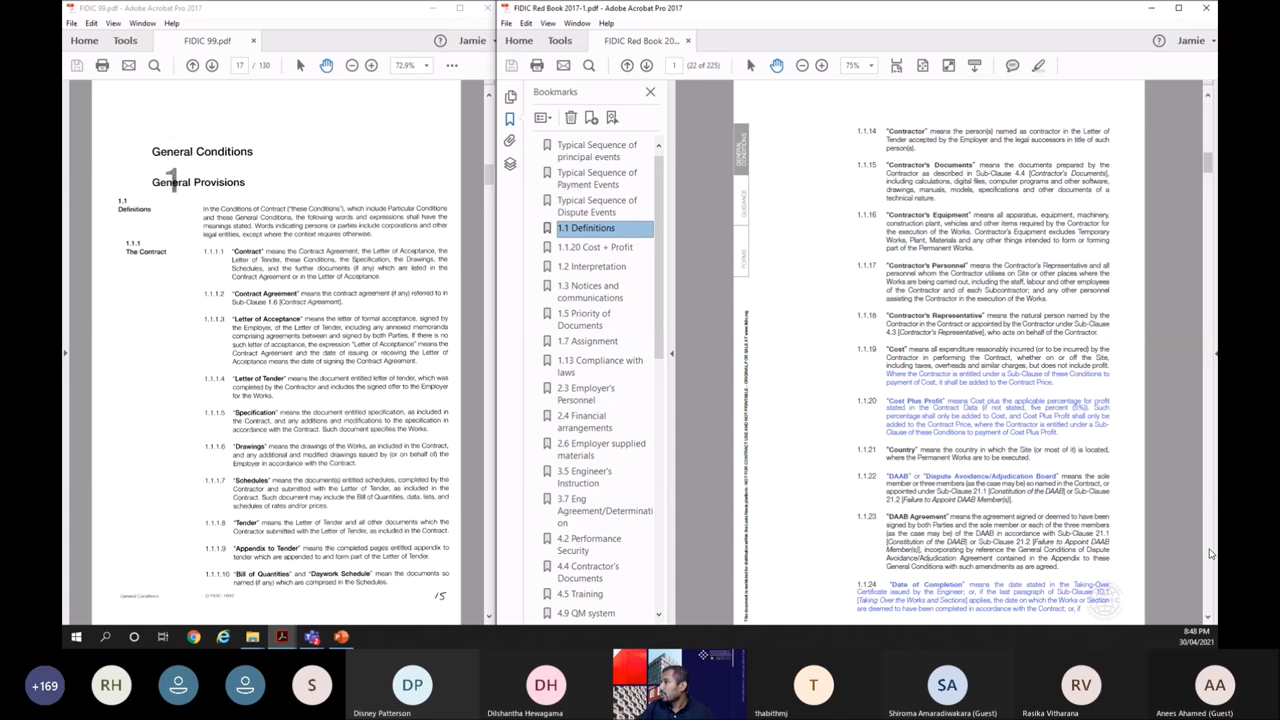 FIDIC 99.pdf - Adobe Acrobat Pro 2017
File Edit View Window Help
Home Tools FIDIC 99.pdf × Jamie
17 / 130 72.9%
General Conditions
1
General Provisions
1.1
Definitions
In the Conditions of Contract ("these Conditions"), which include Particular Conditions
and these General Conditions, the following words and expressions shall have the
meanings stated. Words indicating persons or parties include corporations and other
legal entities, except where the context requires otherwise.
1.1.1
The Contract
1.1.1.1 "Contract" means the Contract Agreement, the Letter of Acceptance, the
Letter of Tender, these Conditions, the Specification, the Drawings, the
Schedules, and the further documents (if any) which are listed in the
Contract Agreement or in the Letter of Acceptance.
1.1.1.2 "Contract Agreement" means the contract agreement (if any) referred to in
Sub-Clause 1.6 [Contract Agreement].
1.1.1.3 "Letter of Acceptance" means the letter of formal acceptance, signed by
the Employer, of the Letter of Tender, including any annexed memoranda
comprising agreements between and signed by both Parties. If there is no
such letter of acceptance, the expression "Letter of Acceptance" means the
Contract Agreement and the date of issuing or receiving the Letter of
Acceptance means the date of signing the Contract Agreement.
1.1.1.4 "Letter of Tender" means the document entitled letter of tender, which was
completed by the Contractor and includes the signed offer to the Employer
for the Works.
1.1.1.5 "Specification" means the document entitled specification, as included in
the Contract, and any additions and modifications to the specification in
accordance with the Contract. Such document specifies the Works.
1.1.1.6 "Drawings" means the drawings of the Works, as included in the Contract,
and any additional and modified drawings issued by (or on behalf of) the
Employer in accordance with the Contract.
1.1.1.7 "Schedules" means the document(s) entitled schedules, completed by the
Contractor and submitted with the Letter of Tender, as included in the
Contract. Such document may include the Bill of Quantities, data, lists, and
schedules of rates and/or prices.
1.1.1.8 "Tender" means the Letter of Tender and all other documents which the
Contractor submitted with the Letter of Tender, as included in the Contract.
1.1.1.9 "Appendix to Tender" means the completed pages entitled appendix to
tender which are appended to and form part of the Letter of Tender.
1.1.1.10 "Bill of Quantities" and "Daywork Schedule" mean the documents so
named (if any) which are comprised in the Schedules.
General Conditions © FIDIC 1999 15
FIDIC Red Book 2017-1.pdf - Adobe Acrobat Pro 2017
File Edit View Window Help
Home Tools FIDIC Red Book 20... × Jamie
1 (22 of 225) 75%
Bookmarks
Typical Sequence of
principal events
Typical Sequence of
Payment Events
Typical Sequence of
Dispute Events
1.1 Definitions
1.1.20 Cost + Profit
1.2 Interpretation
1.3 Notices and
communications
1.5 Priority of
Documents
1.7 Assignment
1.13 Compliance with
laws
2.3 Employer's
Personnel
2.4 Financial
arrangements
2.6 Employer supplied
materials
3.5 Engineer's
Instruction
3.7 Eng
Agreement/Determinati
on
4.2 Performance
Security
4.4 Contractor's
Documents
4.5 Training
4.9 QM system
GENERAL
CONDITIONS
GUIDANCE
FORMS
1.1.14 "Contractor" means the person(s) named as contractor in the Letter of
Tender accepted by the Employer and the legal successors in title of such
person(s).
1.1.15 "Contractor's Documents" means the documents prepared by the
Contractor as described in Sub-Clause 4.4 [Contractor's Documents],
including calculations, digital files, computer programs and other software,
drawings, manuals, models, specifications and other documents of a
technical nature.
1.1.16 "Contractor's Equipment" means all apparatus, equipment, machinery,
construction plant, vehicles and other items required by the Contractor for
the execution of the Works. Contractor's Equipment excludes Temporary
Works, Plant, Materials and any other things intended to form or forming
part of the Permanent Works.
1.1.17 "Contractor's Personnel" means the Contractor's Representative and all
personnel whom the Contractor utilises on Site or other places where the
Works are being carried out, including the staff, labour and other employees
of the Contractor and of each Subcontractor; and any other personnel
assisting the Contractor in the execution of the Works.
1.1.18 "Contractor's Representative" means the natural person named by the
Contractor in the Contract or appointed by the Contractor under Sub-Clause
4.3 [Contractor's Representative], who acts on behalf of the Contractor.
1.1.19 "Cost" means all expenditure reasonably incurred (or to be incurred) by the
Contractor in performing the Contract, whether on or off the Site,
including taxes, overheads and similar charges, but does not include profit.
Where the Contractor is entitled under a Sub-Clause of these Conditions to
payment of Cost, it shall be added to the Contract Price.
1.1.20 "Cost Plus Profit" means Cost plus the applicable percentage for profit
stated in the Contract Data (if not stated, five percent (5%)). Such
percentage shall only be added to Cost, and Cost Plus Profit shall only be
added to the Contract Price, where the Contractor is entitled under a Sub-
Clause of these Conditions to payment of Cost Plus Profit.
1.1.21 "Country" means the country in which the Site (or most of it) is located,
where the Permanent Works are to be executed.
1.1.22 "DAAB" or "Dispute Avoidance/Adjudication Board" means the sole
member or three members (as the case may be) so named in the Contract, or
appointed under Sub-Clause 21.1 [Constitution of the DAAB] or Sub-Clause
21.2 [Failure to Appoint DAAB Member(s)].
1.1.23 "DAAB Agreement" means the agreement signed or deemed to have been
signed by both Parties and the sole member or each of the three members
(as the case may be) of the DAAB in accordance with Sub-Clause 21.1
[Constitution of the DAAB] or Sub-Clause 21.2 [Failure to Appoint DAAB
Member(s)], incorporating by reference the General Conditions of Dispute
Avoidance/Adjudication Agreement contained in the Appendix to these
General Conditions with such amendments as are agreed.
1.1.24 "Date of Completion" means the date stated in the Taking-Over
Certificate issued by the Engineer; or, if the last paragraph of Sub-Clause 10.1
[Taking Over the Works and Sections] applies, the date on which the Works or Section
are deemed to have been completed in accordance with the Contract; or, if
8:48 PM
30/04/2021
+169 RH S DP DH T SA RV AA
Disney Patterson Dilshantha Hewagama thabithmj Shiroma Amaradiwakara (Guest) Rasika Vitharana Anees Ahamed (Guest)